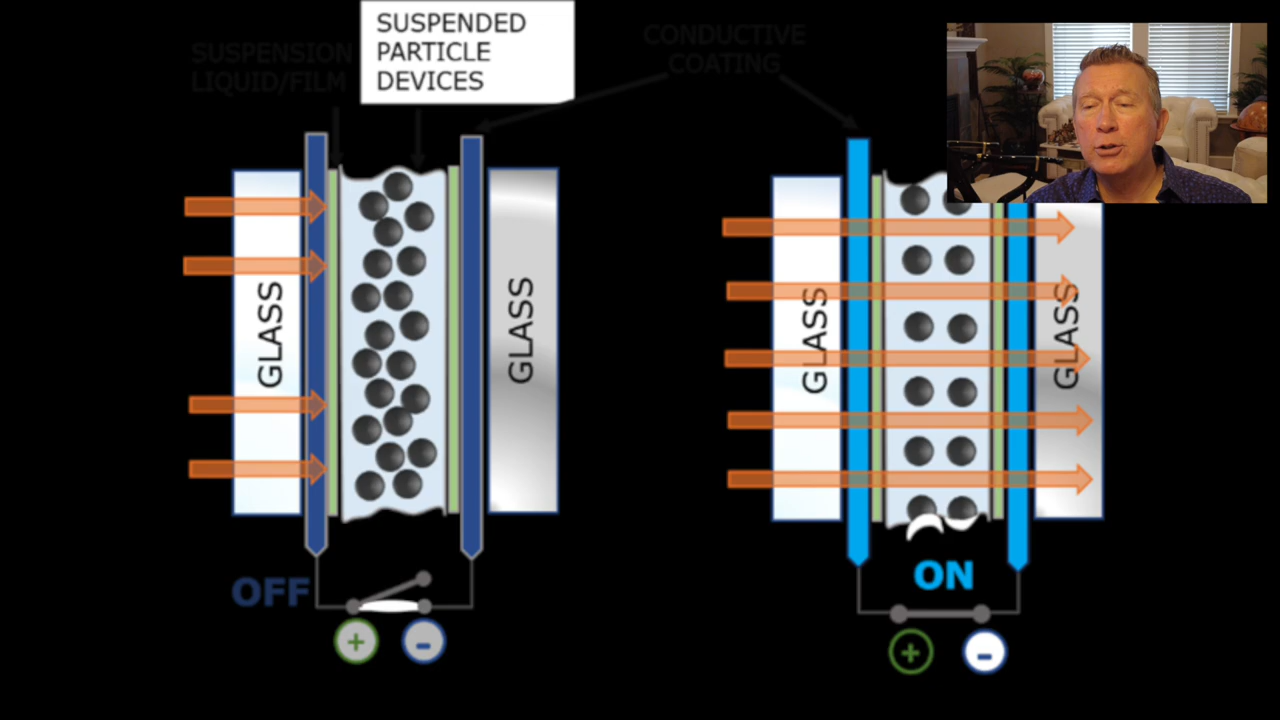 SUSPENSION
LIQUID/FILM
SUSPENDED
PARTICLE
DEVICES
CONDUCTIVE
COATING
GLASS
GLASS
GLASS
GLASS
OFF
ON
+
-
+
-